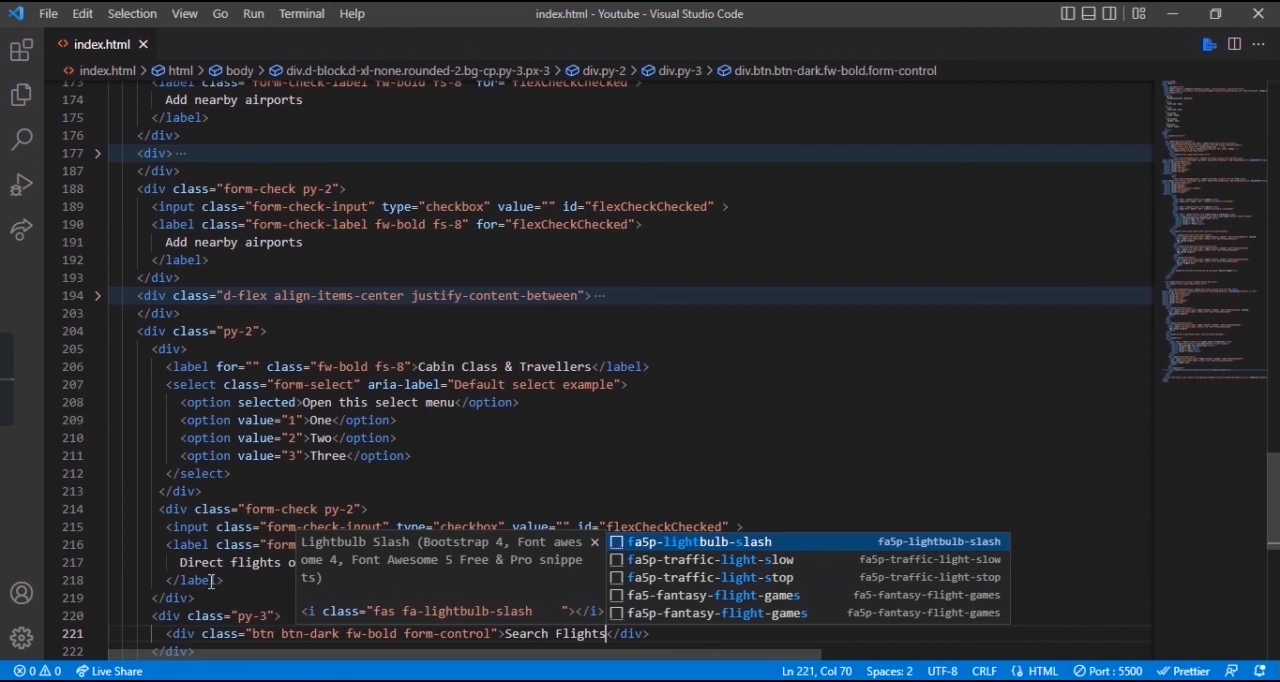 File Edit Selection View Go Run Terminal Help index.html - Youtube - Visual Studio Code
<> index.html ×
<> index.html > html > body > div.d-block.d-xl-none.rounded-2.bg-cp.py-3.px-3 > div.py-2 > div.py-3 > div.btn.btn-dark.fw-bold.form-control
173 <label class="form-check-label fw-bold fs-8" for="flexCheckChecked">
174 Add nearby airports
175 </label>
176 </div>
177 > <div>···
187 </div>
188 <div class="form-check py-2">
189 <input class="form-check-input" type="checkbox" value="" id="flexCheckChecked" >
190 <label class="form-check-label fw-bold fs-8" for="flexCheckChecked">
191 Add nearby airports
192 </label>
193 </div>
194 > <div class="d-flex align-items-center justify-content-between">···
203 </div>
204 <div class="py-2">
205 <div>
206 <label for="" class="fw-bold fs-8">Cabin Class & Travellers</label>
207 <select class="form-select" aria-label="Default select example">
208 <option selected>Open this select menu</option>
209 <option value="1">One</option>
210 <option value="2">Two</option>
211 <option value="3">Three</option>
212 </select>
213 </div>
214 <div class="form-check py-2">
215 <input class="form-check-input" type="checkbox" value="" id="flexCheckChecked" >
216 <label class="form
217 Direct flights o
218 </label>
219 </div>
220 <div class="py-3">
221 <div class="btn btn-dark fw-bold form-control">Search Flights</div>
222 </div>
Lightbulb Slash (Bootstrap 4, Font awes ×
ome 4, Font Awesome 5 Free & Pro snippe
ts)
<i class="fas fa-lightbulb-slash    "></i>
fa5p-lightbulb-slash fa5p-lightbulb-slash
fa5p-traffic-light-slow fa5p-traffic-light-slow
fa5p-traffic-light-stop fa5p-traffic-light-stop
fa5-fantasy-flight-games fa5-fantasy-flight-games
fa5p-fantasy-flight-games fa5p-fantasy-flight-games
0 0 Live Share Ln 221, Col 70 Spaces: 2 UTF-8 CRLF HTML Port : 5500 Prettier